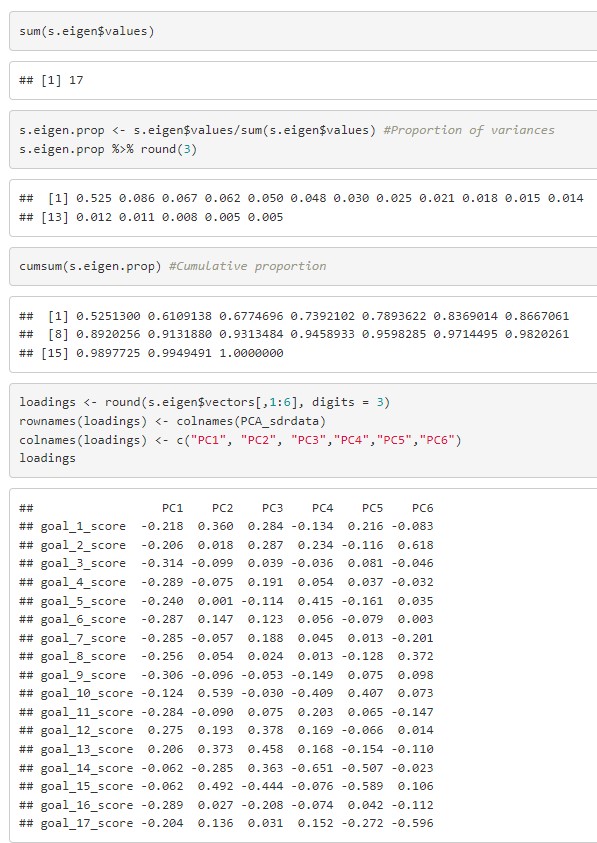 sum(s.eigen$values)
## [1] 17
s.eigen.prop <- s.eigen$values/sum(s.eigen$values) #Proportion of variances
s.eigen.prop %>% round(3)
##  [1] 0.525 0.086 0.067 0.062 0.050 0.048 0.030 0.025 0.021 0.018 0.015 0.014
## [13] 0.012 0.011 0.008 0.005 0.005
cumsum(s.eigen.prop) #Cumulative proportion
##  [1] 0.5251300 0.6109138 0.6774696 0.7392102 0.7893622 0.8369014 0.8667061
##  [8] 0.8920256 0.9131880 0.9313484 0.9458933 0.9598285 0.9714495 0.9820261
## [15] 0.9897725 0.9949491 1.0000000
loadings <- round(s.eigen$vectors[,1:6], digits = 3)
rownames(loadings) <- colnames(PCA_sdrdata)
colnames(loadings) <- c("PC1", "PC2", "PC3","PC4","PC5","PC6")
loadings
##                  PC1    PC2    PC3    PC4    PC5    PC6
## goal_1_score  -0.218  0.360  0.284 -0.134  0.216 -0.083
## goal_2_score  -0.206  0.018  0.287  0.234 -0.116  0.618
## goal_3_score  -0.314 -0.099  0.039 -0.036  0.081 -0.046
## goal_4_score  -0.289 -0.075  0.191  0.054  0.037 -0.032
## goal_5_score  -0.240  0.001 -0.114  0.415 -0.161  0.035
## goal_6_score  -0.287  0.147  0.123  0.056 -0.079  0.003
## goal_7_score  -0.285 -0.057  0.188  0.045  0.013 -0.201
## goal_8_score  -0.256  0.054  0.024  0.013 -0.128  0.372
## goal_9_score  -0.306 -0.096 -0.053 -0.149  0.075  0.098
## goal_10_score -0.124  0.539 -0.030 -0.409  0.407  0.073
## goal_11_score -0.284 -0.090  0.075  0.203  0.065 -0.147
## goal_12_score  0.275  0.193  0.378  0.169 -0.066  0.014
## goal_13_score  0.206  0.373  0.458  0.168 -0.154 -0.110
## goal_14_score -0.062 -0.285  0.363 -0.651 -0.507 -0.023
## goal_15_score -0.062  0.492 -0.444 -0.076 -0.589  0.106
## goal_16_score -0.289  0.027 -0.208 -0.074  0.042 -0.112
## goal_17_score -0.204  0.136  0.031  0.152 -0.272 -0.596